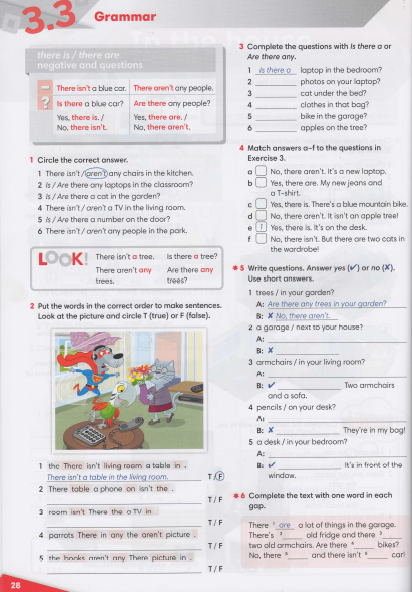 3.3 Grammar
there is / there are
negative and questions
– There isn't a blue car. There aren't any people.
? Is there a blue car? Are there any people?
Yes, there is. / Yes, there are. /
No, there isn't. No, there aren't.
1 Circle the correct answer.
1 There isn't / aren't any chairs in the kitchen.
2 Is / Are there any laptops in the classroom?
3 Is / Are there a cat in the garden?
4 There isn't / aren't a TV in the living room.
5 Is / Are there a number on the door?
6 There isn't / aren't any people in the park.
LOOK! There isn't a tree. Is there a tree?
There aren't any Are there any
trees. trees?
2 Put the words in the correct order to make sentences.
Look at the picture and circle T (true) or F (false).
1 the There isn't living room a table in .
There isn't a table in the living room. T / F
2 There table a phone on isn't the .
T / F
3 room isn't There the a TV in .
T / F
4 parrots There in any the aren't picture .
T / F
5 the books aren't any There picture in .
T / F
28
3 Complete the questions with Is there a or
Are there any.
1 Is there a laptop in the bedroom?
2 photos on your laptop?
3 cat under the bed?
4 clothes in that bag?
5 bike in the garage?
6 apples on the tree?
4 Match answers a–f to the questions in
Exercise 3.
a No, there aren't. It's a new laptop.
b Yes, there are. My new jeans and
a T-shirt.
c Yes, there is. There's a blue mountain bike.
d No, there aren't. It isn't an apple tree!
e 1 Yes, there is. It's on the desk.
f No, there isn't. But there are two cats in
the wardrobe!
* 5 Write questions. Answer yes (✔) or no (✘).
Use short answers.
1 trees / in your garden?
A: Are there any trees in your garden?
B: ✘ No, there aren't.
2 a garage / next to your house?
A:
B: ✘
3 armchairs / in your living room?
A:
B: ✔ Two armchairs
and a sofa.
4 pencils / on your desk?
A:
B: ✘ They're in my bag!
5 a desk / in your bedroom?
A:
B: ✔ It's in front of the
window.
* 6 Complete the text with one word in each
gap.
There 1 are a lot of things in the garage.
There's 2 old fridge and there 3
two old armchairs. Are there 4 bikes?
No, there 5 and there isn't 6 car!